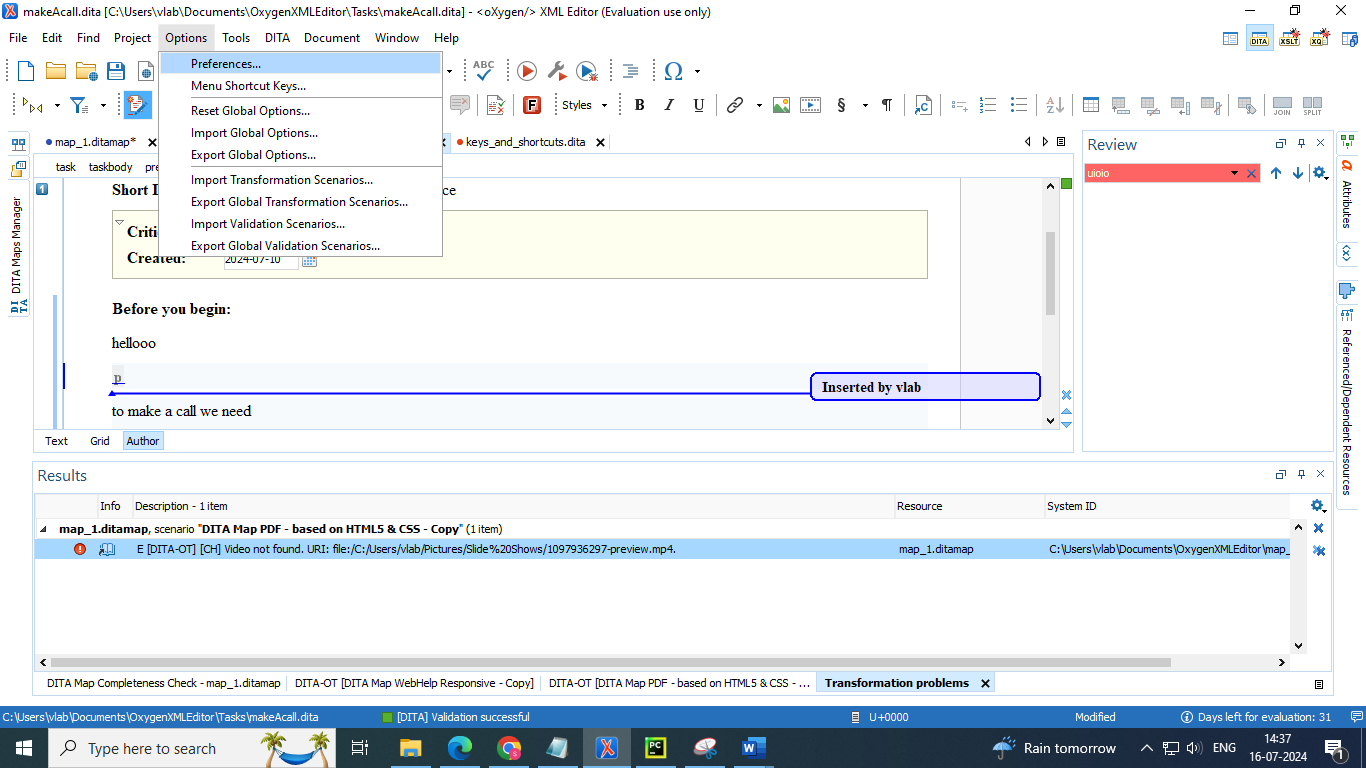 makeAcall.dita [C:\Users\vlab\Documents\OxygenXMLEditor\Tasks\makeAcall.dita] - <oXygen/> XML Editor (Evaluation use only)
File Edit Find Project Options Tools DITA Document Window Help
DITA XSLT XQ
Preferences...
Menu Shortcut Keys...
Reset Global Options...
Import Global Options...
Export Global Options...
Import Transformation Scenarios...
Export Global Transformation Scenarios...
Import Validation Scenarios...
Export Global Validation Scenarios...
ABC
Styles B I U § ¶ JOIN SPLIT
map_1.ditamap* keys_and_shortcuts.dita
task taskbody
Short
Created: 2024-07-10
Before you begin:
hellooo
p
Inserted by vlab
to make a call we need
Text Grid Author
DITA Maps Manager
Review
uioio
Attributes
Referenced/Dependent Resources
Results
Info Description - 1 item Resource System ID
map_1.ditamap, scenario "DITA Map PDF - based on HTML5 & CSS - Copy" (1 item)
E [DITA-OT] [CH] Video not found. URI: file:/C:/Users/vlab/Pictures/Slide%20Shows/1097936297-preview.mp4. map_1.ditamap C:\Users\vlab\Documents\OxygenXMLEditor\map_
DITA Map Completeness Check - map_1.ditamap DITA-OT [DITA Map WebHelp Responsive - Copy] DITA-OT [DITA Map PDF - based on HTML5 & CSS - ... Transformation problems
C:\Users\vlab\Documents\OxygenXMLEditor\Tasks\makeAcall.dita [DITA] Validation successful U+0000 Modified Days left for evaluation: 31
Type here to search Rain tomorrow ENG 14:37
16-07-2024